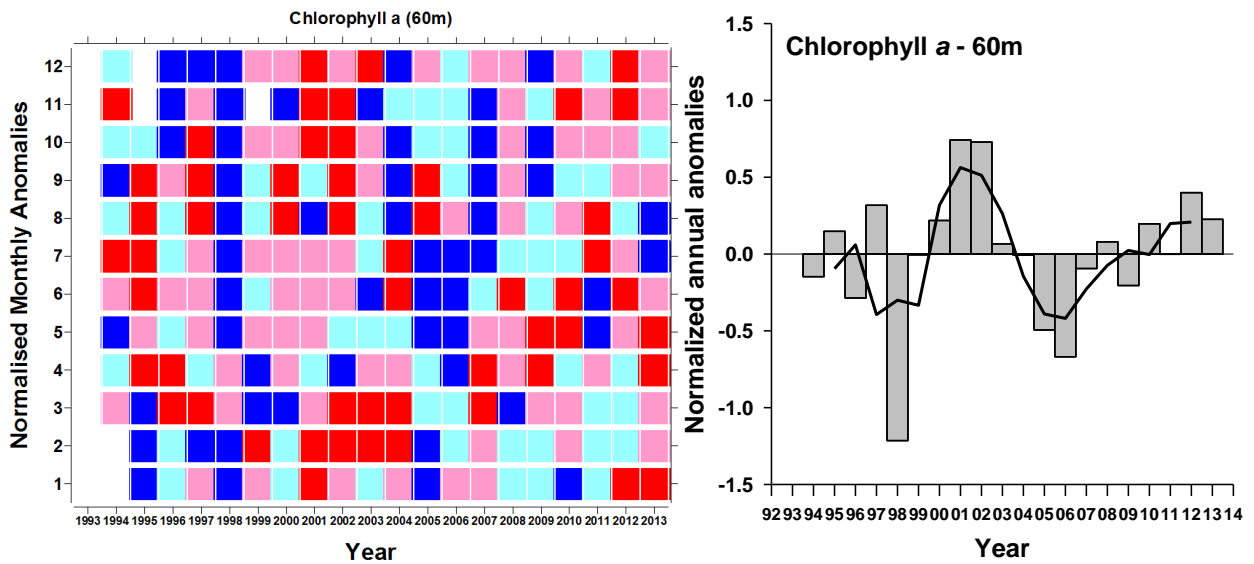 Chlorophyll a (60m)
Normalised Monthly Anomalies
12
11
10
9
8
7
6
5
4
3
2
1
1993 1994 1995 1996 1997 1998 1999 2000 2001 2002 2003 2004 2005 2006 2007 2008 2009 2010 2011 2012 2013
Year
Chlorophyll a - 60m
Normalized annual anomalies
1.5
1.0
0.5
0.0
-0.5
-1.0
-1.5
92 93 94 95 96 97 98 99 00 01 02 03 04 05 06 07 08 09 10 11 12 13 14
Year